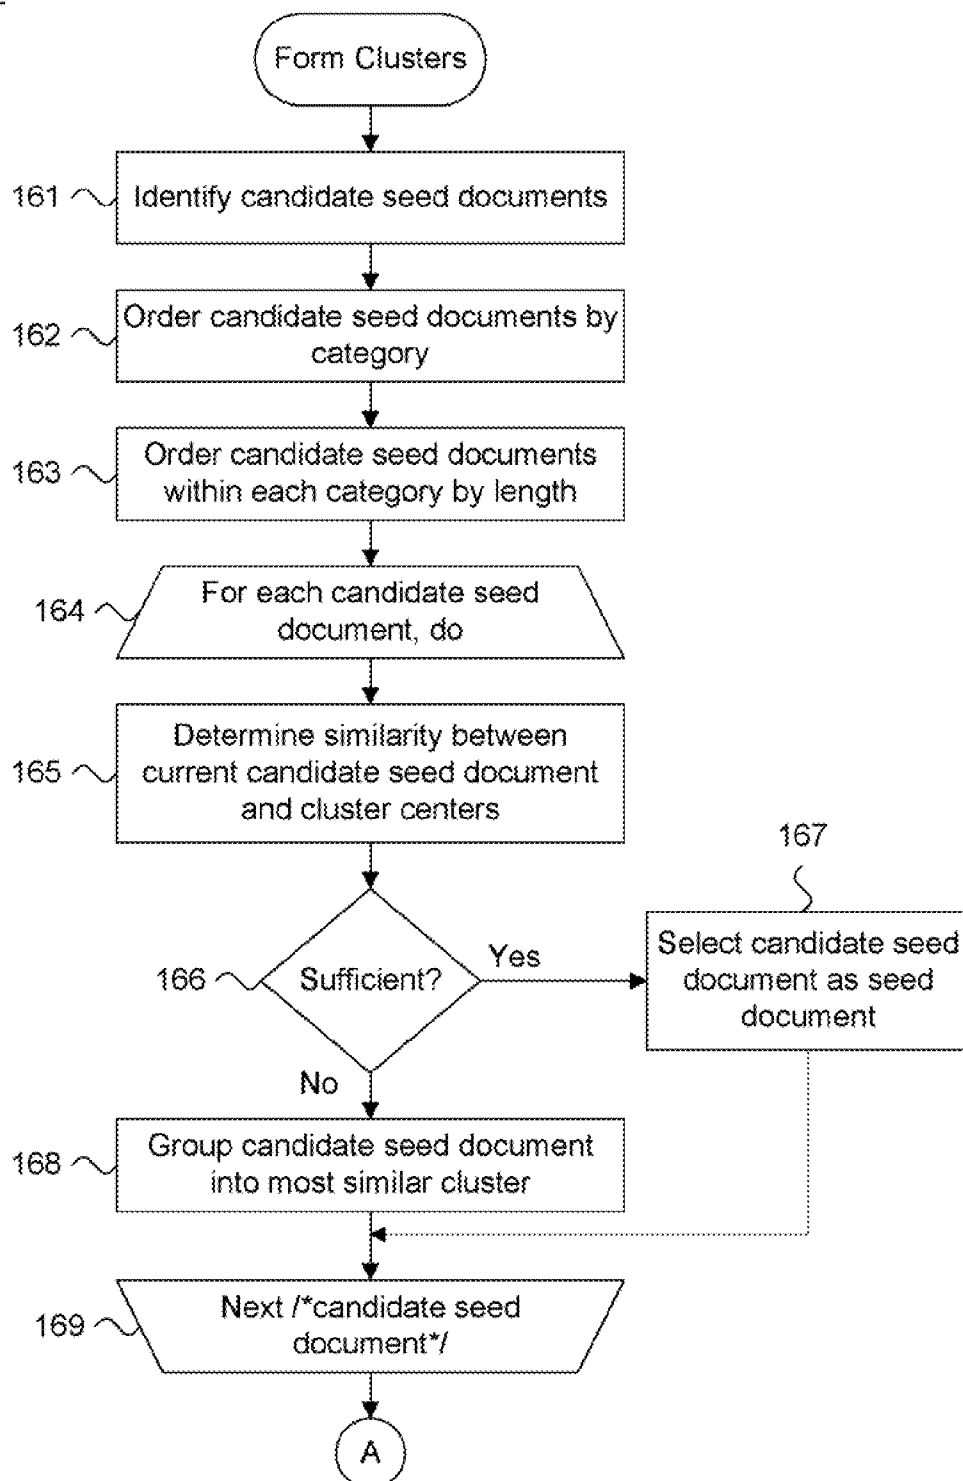 Form Clusters
161
Identify candidate seed documents
162
Order candidate seed documents by
category
163
Order candidate seed documents
within each category by length
164
For each candidate seed
document, do
165
Determine similarity between
current candidate seed document
and cluster centers
166
Sufficient?
Yes
167
Select candidate seed
document as seed
document
No
168
Group candidate seed document
into most similar cluster
169
Next /*candidate seed
document*/
A